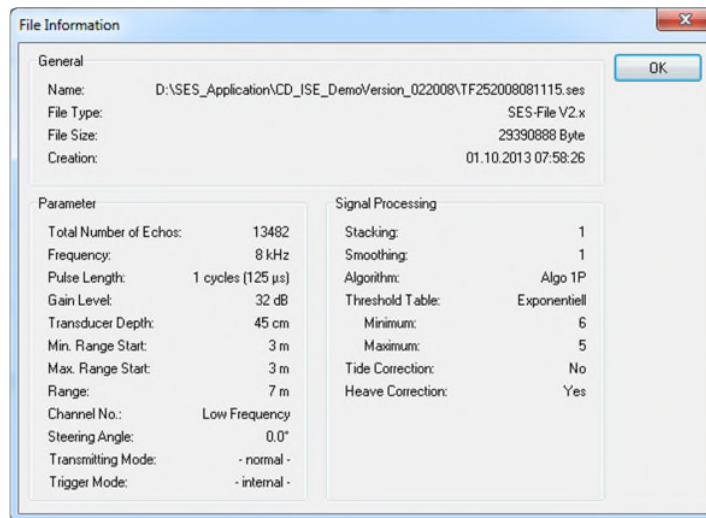 File Information
General
OK
Name: D:\SES_Application\CD_ISE_DemoVersion_022008\TF252008081115.ses
File Type: SES-File V2.x
File Size: 29390888 Byte
Creation: 01.10.2013 07:58:26
Parameter
Total Number of Echos: 13482
Frequency: 8 kHz
Pulse Length: 1 cycles (125 µs)
Gain Level: 32 dB
Transducer Depth: 45 cm
Min. Range Start: 3 m
Max. Range Start: 3 m
Range: 7 m
Channel No.: Low Frequency
Steering Angle: 0.0°
Transmitting Mode: - normal -
Trigger Mode: - internal -
Signal Processing
Stacking: 1
Smoothing: 1
Algorithm: Algo 1P
Threshold Table: Exponentiell
Minimum: 6
Maximum: 5
Tide Correction: No
Heave Correction: Yes